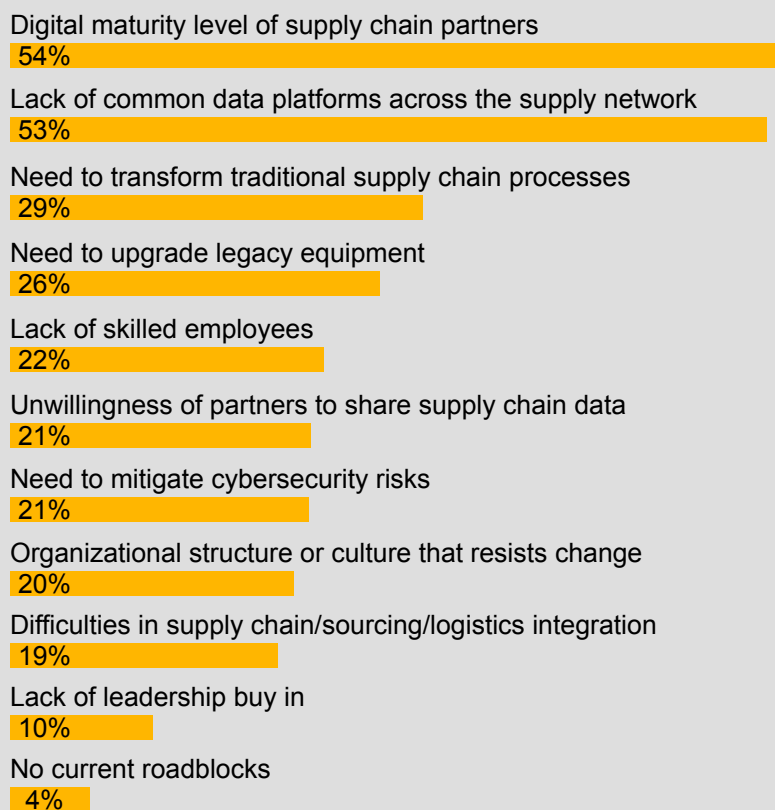 Digital maturity level of supply chain partners
54%
Lack of common data platforms across the supply network
53%
Need to transform traditional supply chain processes
29%
Need to upgrade legacy equipment
26%
Lack of skilled employees
22%
Unwillingness of partners to share supply chain data
21%
Need to mitigate cybersecurity risks
21%
Organizational structure or culture that resists change
20%
Difficulties in supply chain/sourcing/logistics integration
19%
Lack of leadership buy in
10%
No current roadblocks
4%